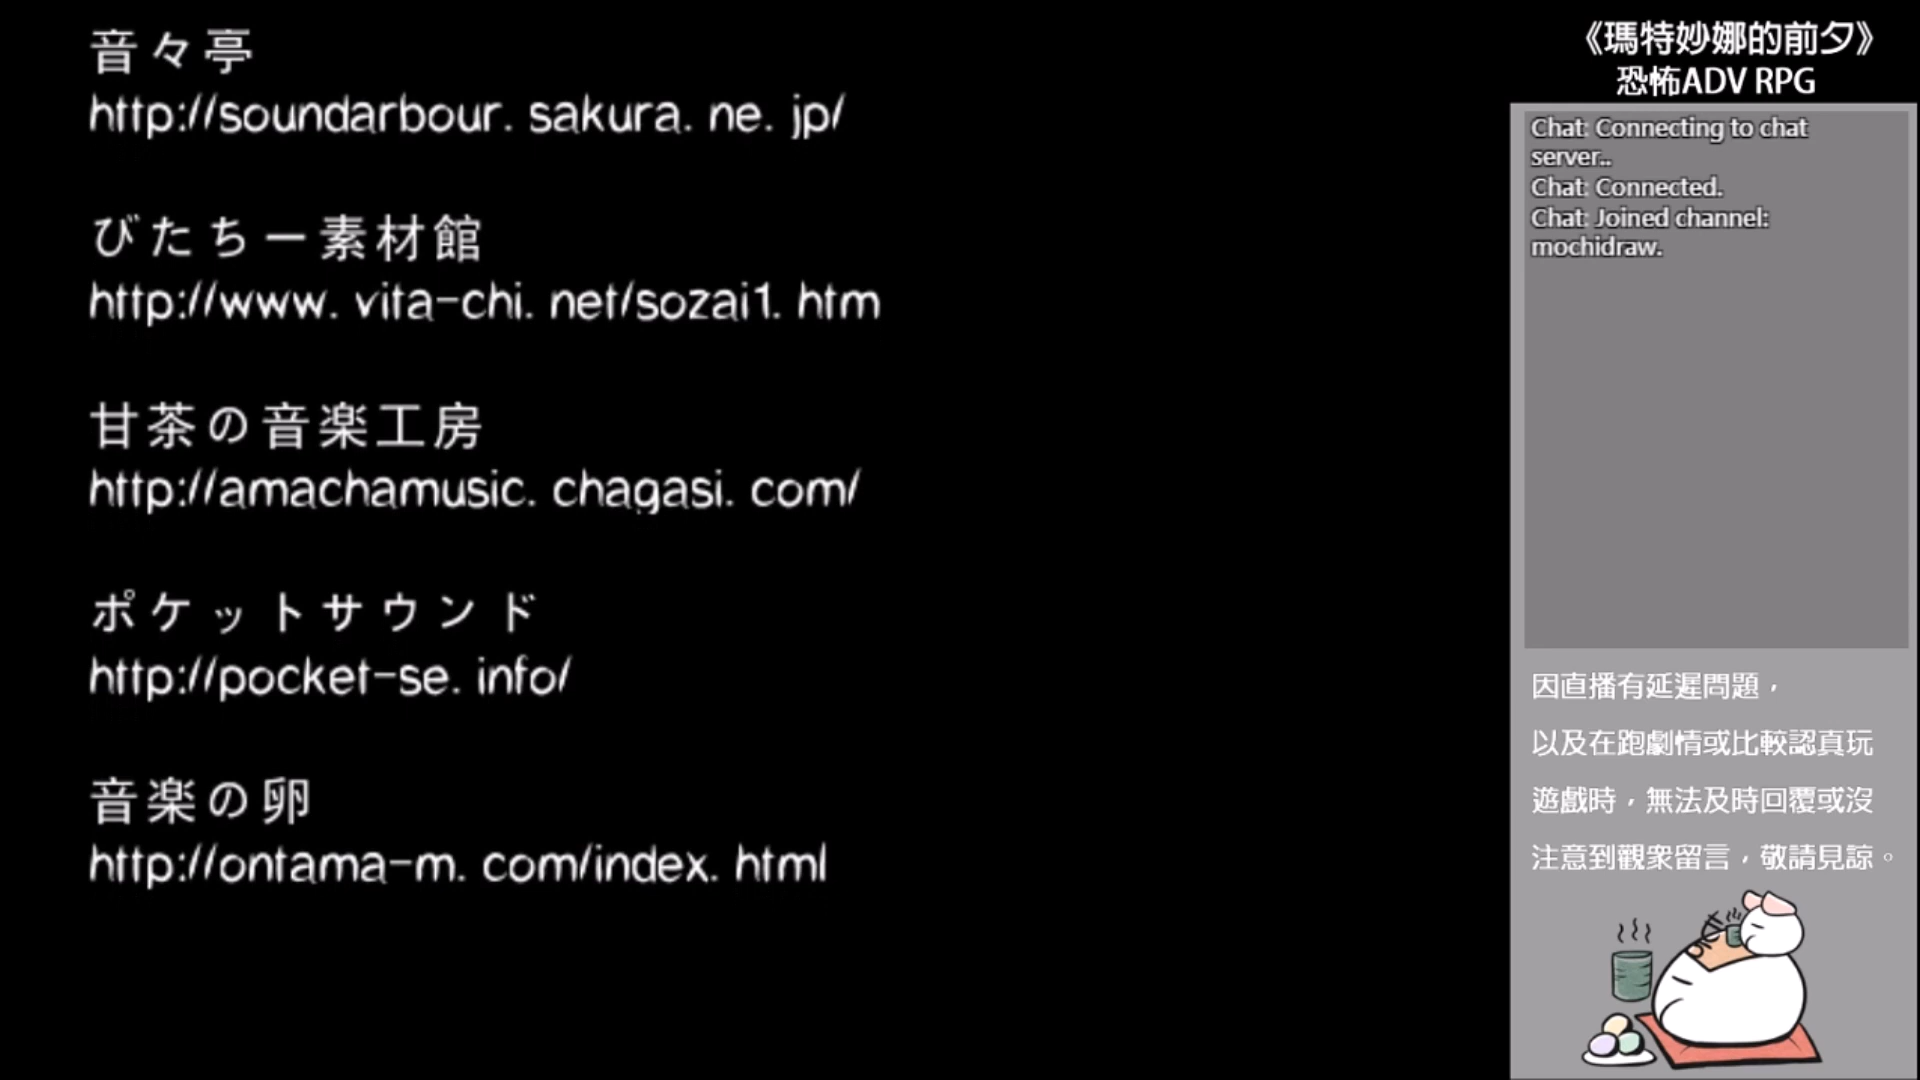 音々亭
http://soundarbour. sakura. ne. jp/
びたちー素材館
http://www. vita-chi. net/sozai1. htm
甘茶の音楽工房
http://amachamusic. chagasi. com/
ポケットサウンド
http://pocket-se. info/
音楽の卵
http://ontama-m. com/index. html
《瑪特妙娜的前夕》
恐怖ADV RPG
Chat: Connecting to chat
server..
Chat: Connected.
Chat: Joined channel:
mochidraw.
因直播有延遲問題，
以及在跑劇情或比較認真玩
遊戲時，無法及時回覆或沒
注意到觀眾留言，敬請見諒。